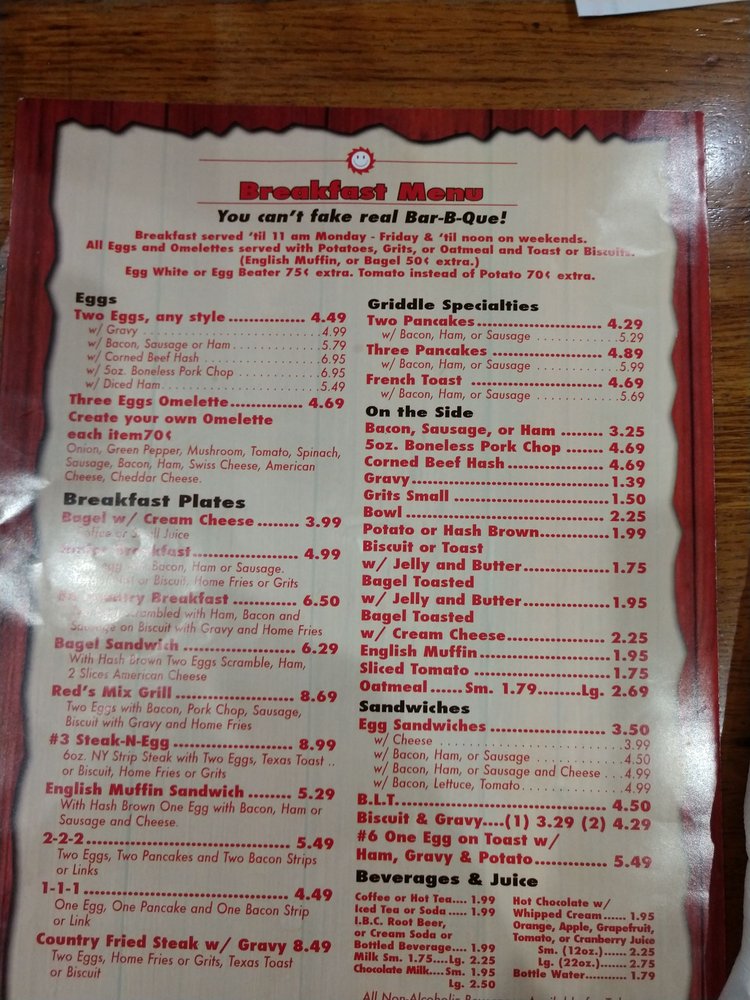 Breakfast Menu
You can't fake real Bar-B-Que!
Breakfast served 'til 11 am Monday - Friday & 'til noon on weekends.
All Eggs and Omelettes served with Potatoes, Grits, or Oatmeal and Toast or Biscuits.
(English Muffin, or Bagel 50¢ extra.)
Egg White or Egg Beater 75¢ extra. Tomato instead of Potato 70¢ extra.
Eggs
Two Eggs, any style ............... 4.49
w/ Gravy ............................ 4.99
w/ Bacon, Sausage or Ham ............ 5.79
w/ Corned Beef Hash ................. 6.95
w/ 5oz. Boneless Pork Chop .......... 6.95
w/ Diced Ham ........................ 5.49
Three Eggs Omelette............ 4.69
Create your own Omelette
each item70¢
Onion, Green Pepper, Mushroom, Tomato, Spinach,
Sausage, Bacon, Ham, Swiss Cheese, American
Cheese, Cheddar Cheese.
Breakfast Plates
Bagel w/ Cream Cheese ....... 3.99
or Small Juice
Breakfast.................. 4.99
Bacon, Ham or Sausage.
or Biscuit, Home Fries or Grits
Country Breakfast ............ 6.50
Scrambled with Ham, Bacon and
Sausage on Biscuit with Gravy and Home Fries
Bagel Sandwich .................. 6.29
With Hash Brown Two Eggs Scramble, Ham,
2 Slices American Cheese
Red's Mix Grill .................... 8.69
Two Eggs with Bacon, Pork Chop, Sausage,
Biscuit with Gravy and Home Fries
#3 Steak-N-Egg .................... 8.99
6oz. NY Strip Steak with Two Eggs, Texas Toast ..
or Biscuit, Home Fries or Grits
English Muffin Sandwich ........ 5.29
With Hash Brown One Egg with Bacon, Ham or
Sausage and Cheese.
2-2-2 ................................ 5.49
Two Eggs, Two Pancakes and Two Bacon Strips
or Links
1-1-1 ................................ 4.49
One Egg, One Pancake and One Bacon Strip
or Link
Country Fried Steak w/ Gravy 8.49
Two Eggs, Home Fries or Grits, Texas Toast
or Biscuit
Griddle Specialties
Two Pancakes................... 4.29
w/ Bacon, Ham, or Sausage ............ 5.29
Three Pancakes ................. 4.89
w/ Bacon, Ham, or Sausage ............ 5.99
French Toast .................... 4.69
w/ Bacon, Ham, or Sausage ............ 5.69
On the Side
Bacon, Sausage, or Ham ........ 3.25
5oz. Boneless Pork Chop ....... 4.69
Corned Beef Hash ............... 4.69
Gravy........................... 1.39
Grits Small ..................... 1.50
Bowl ............................ 2.25
Potato or Hash Brown...........1.99
Biscuit or Toast
w/ Jelly and Butter............. 1.75
Bagel Toasted
w/ Jelly and Butter............. 1.95
Bagel Toasted
w/ Cream Cheese................. 2.25
English Muffin .................. 1.95
Sliced Tomato ................... 1.75
Oatmeal......Sm. 1.79........Lg. 2.69
Sandwiches
Egg Sandwiches .................. 3.50
w/ Cheese ....................... 3.99
w/ Bacon, Ham, or Sausage ............ 4.50
w/ Bacon, Ham, or Sausage and Cheese ... 4.99
w/ Bacon, Lettuce, Tomato............ 4.99
B.L.T............................ 4.50
Biscuit & Gravy....(1) 3.29 (2) 4.29
#6 One Egg on Toast w/
Ham, Gravy & Potato............. 5.49
Beverages & Juice
Coffee or Hot Tea.... 1.99
Iced Tea or Soda ..... 1.99
I.B.C. Root Beer,
or Cream Soda or
Bottled Beverage.... 1.99
Milk Sm. 1.75....Lg. 2.25
Chocolate Milk....Sm. 1.95
Lg. 2.50
Hot Chocolate w/
Whipped Cream...... 1.95
Orange, Apple, Grapefruit,
Tomato, or Cranberry Juice
Sm. (12oz.)...... 2.25
Lg. (22oz.)...... 2.75
Bottle Water........... 1.79
All Non-Alcoholic